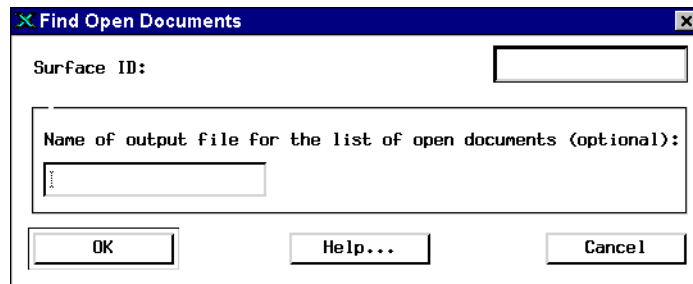 Find Open Documents
Surface ID:
Name of output file for the list of open documents (optional):
OK Help... Cancel